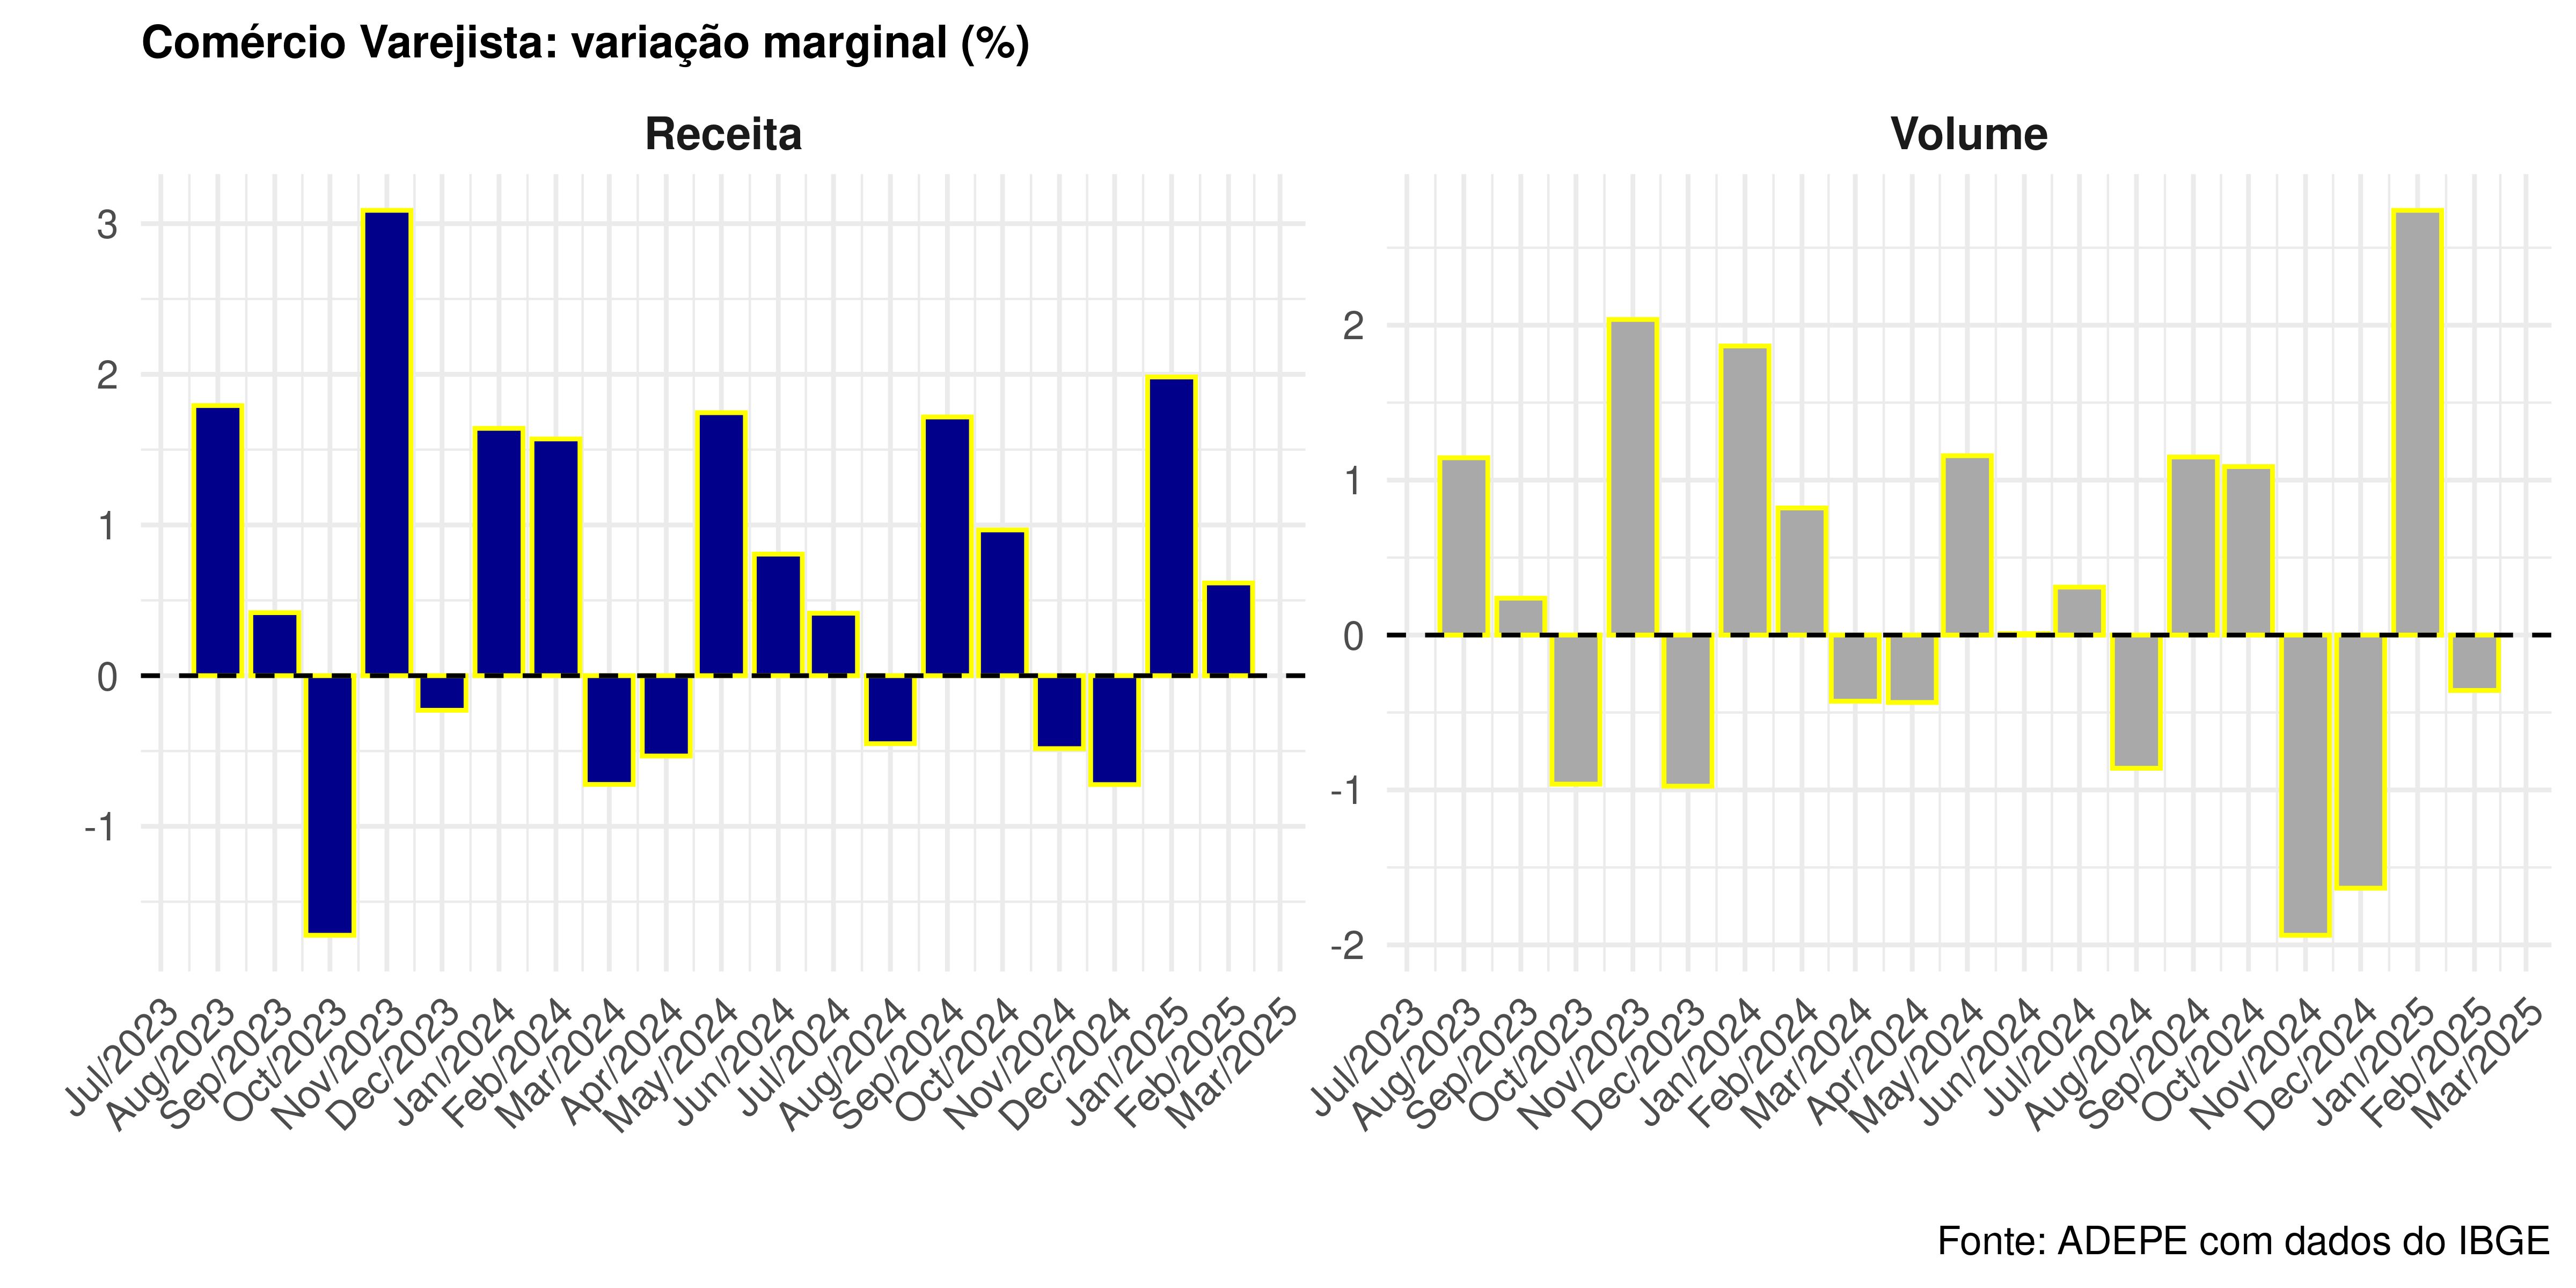 Comércio Varejista: variação marginal (%)
Receita
3
2
1
0
-1
Jul/2023
Aug/2023
Sep/2023
Oct/2023
Nov/2023
Dec/2023
Jan/2024
Feb/2024
Mar/2024
Apr/2024
May/2024
Jun/2024
Jul/2024
Aug/2024
Sep/2024
Oct/2024
Nov/2024
Dec/2024
Jan/2025
Feb/2025
Mar/2025
Volume
2
1
0
-1
-2
Jul/2023
Aug/2023
Sep/2023
Oct/2023
Nov/2023
Dec/2023
Jan/2024
Feb/2024
Mar/2024
Apr/2024
May/2024
Jun/2024
Jul/2024
Aug/2024
Sep/2024
Oct/2024
Nov/2024
Dec/2024
Jan/2025
Feb/2025
Mar/2025
Fonte: ADEPE com dados do IBGE